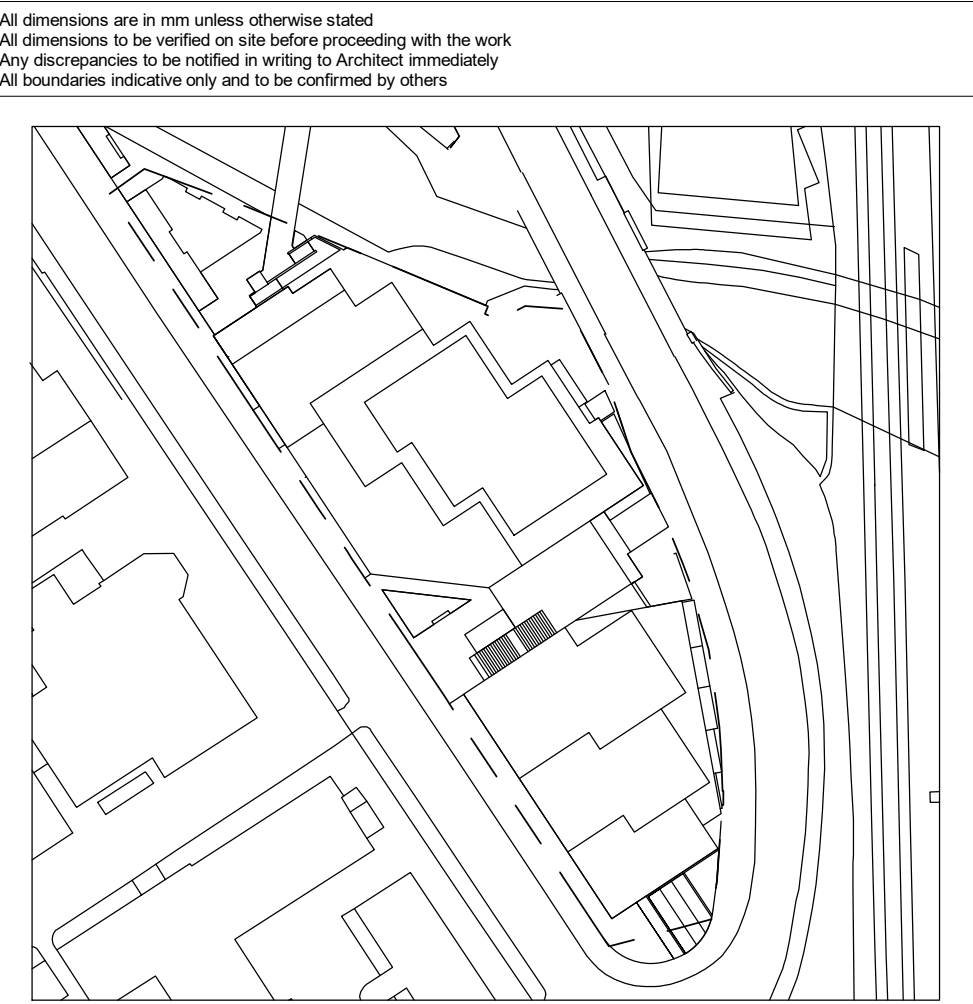 All dimensions are in mm unless otherwise stated
All dimensions to be verified on site before proceeding with the work
Any discrepancies to be notified in writing to Architect immediately
All boundaries indicative only and to be confirmed by others